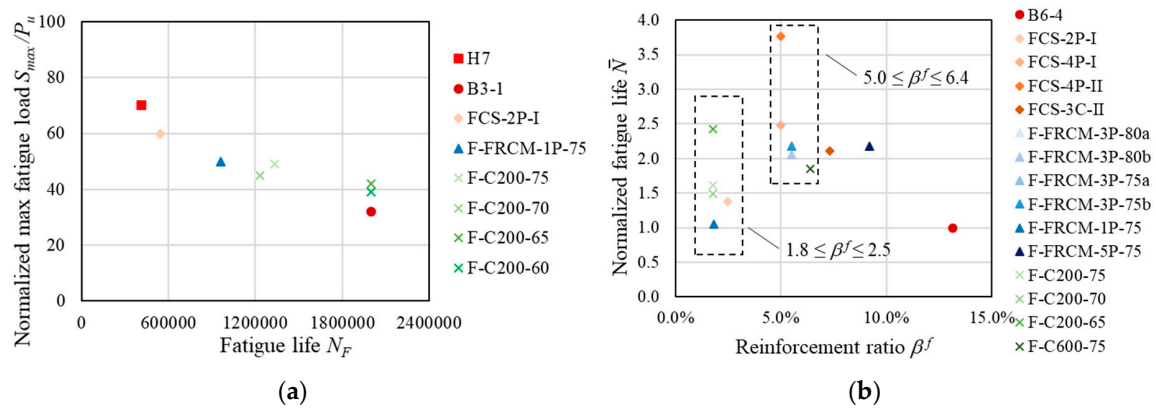 Normalized max fatigue load S_max/P_u
100
80
60
40
20
0
0 600000 1200000 1800000 2400000
Fatigue life N_F
H7
B3-1
FCS-2P-I
F-FRCM-1P-75
F-C200-75
F-C200-70
F-C200-65
F-C200-60
(a)
Normalized fatigue life N̄
4.0
3.5
3.0
2.5
2.0
1.5
1.0
0.5
0.0
0.0% 5.0% 10.0% 15.0%
Reinforcement ratio β^f
5.0 ≤ β^f ≤ 6.4
1.8 ≤ β^f ≤ 2.5
B6-4
FCS-2P-I
FCS-4P-I
FCS-4P-II
FCS-3C-II
F-FRCM-3P-80a
F-FRCM-3P-80b
F-FRCM-3P-75a
F-FRCM-3P-75b
F-FRCM-1P-75
F-FRCM-5P-75
F-C200-75
F-C200-70
F-C200-65
F-C600-75
(b)